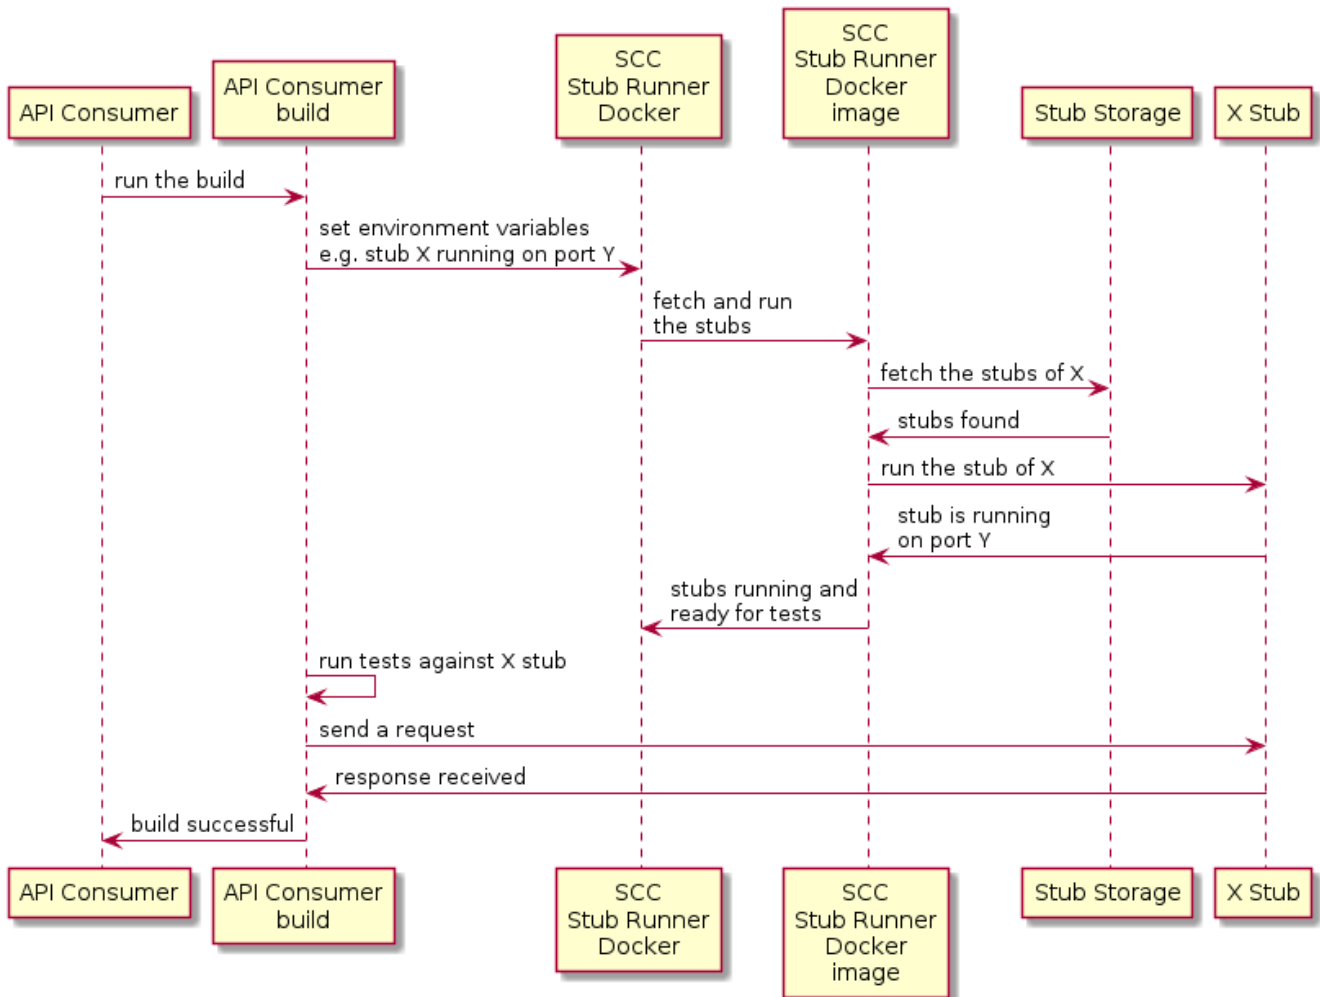 API Consumer
API Consumer
build
SCC
Stub Runner
Docker
SCC
Stub Runner
Docker
image
Stub Storage
X Stub
run the build
set environment variables
e.g. stub X running on port Y
fetch and run
the stubs
fetch the stubs of X
stubs found
run the stub of X
stub is running
on port Y
stubs running and
ready for tests
run tests against X stub
send a request
response received
build successful
API Consumer
API Consumer
build
SCC
Stub Runner
Docker
SCC
Stub Runner
Docker
image
Stub Storage
X Stub